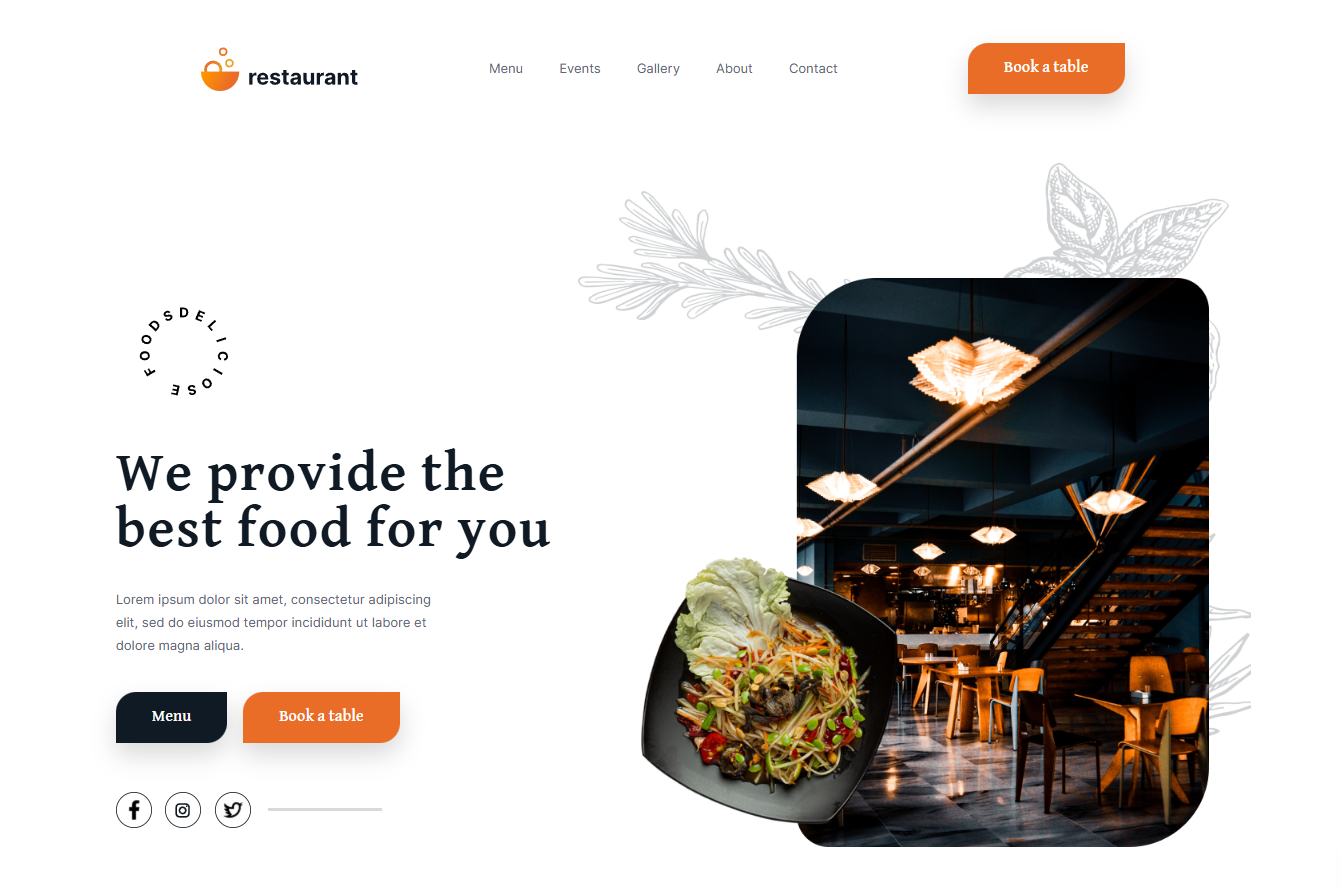 restaurant
Menu Events Gallery About Contact
Book a table
FOODSDELICIOSE
We provide the
best food for you
Lorem ipsum dolor sit amet, consectetur adipiscing
elit, sed do eiusmod tempor incididunt ut labore et
dolore magna aliqua.
Menu
Book a table